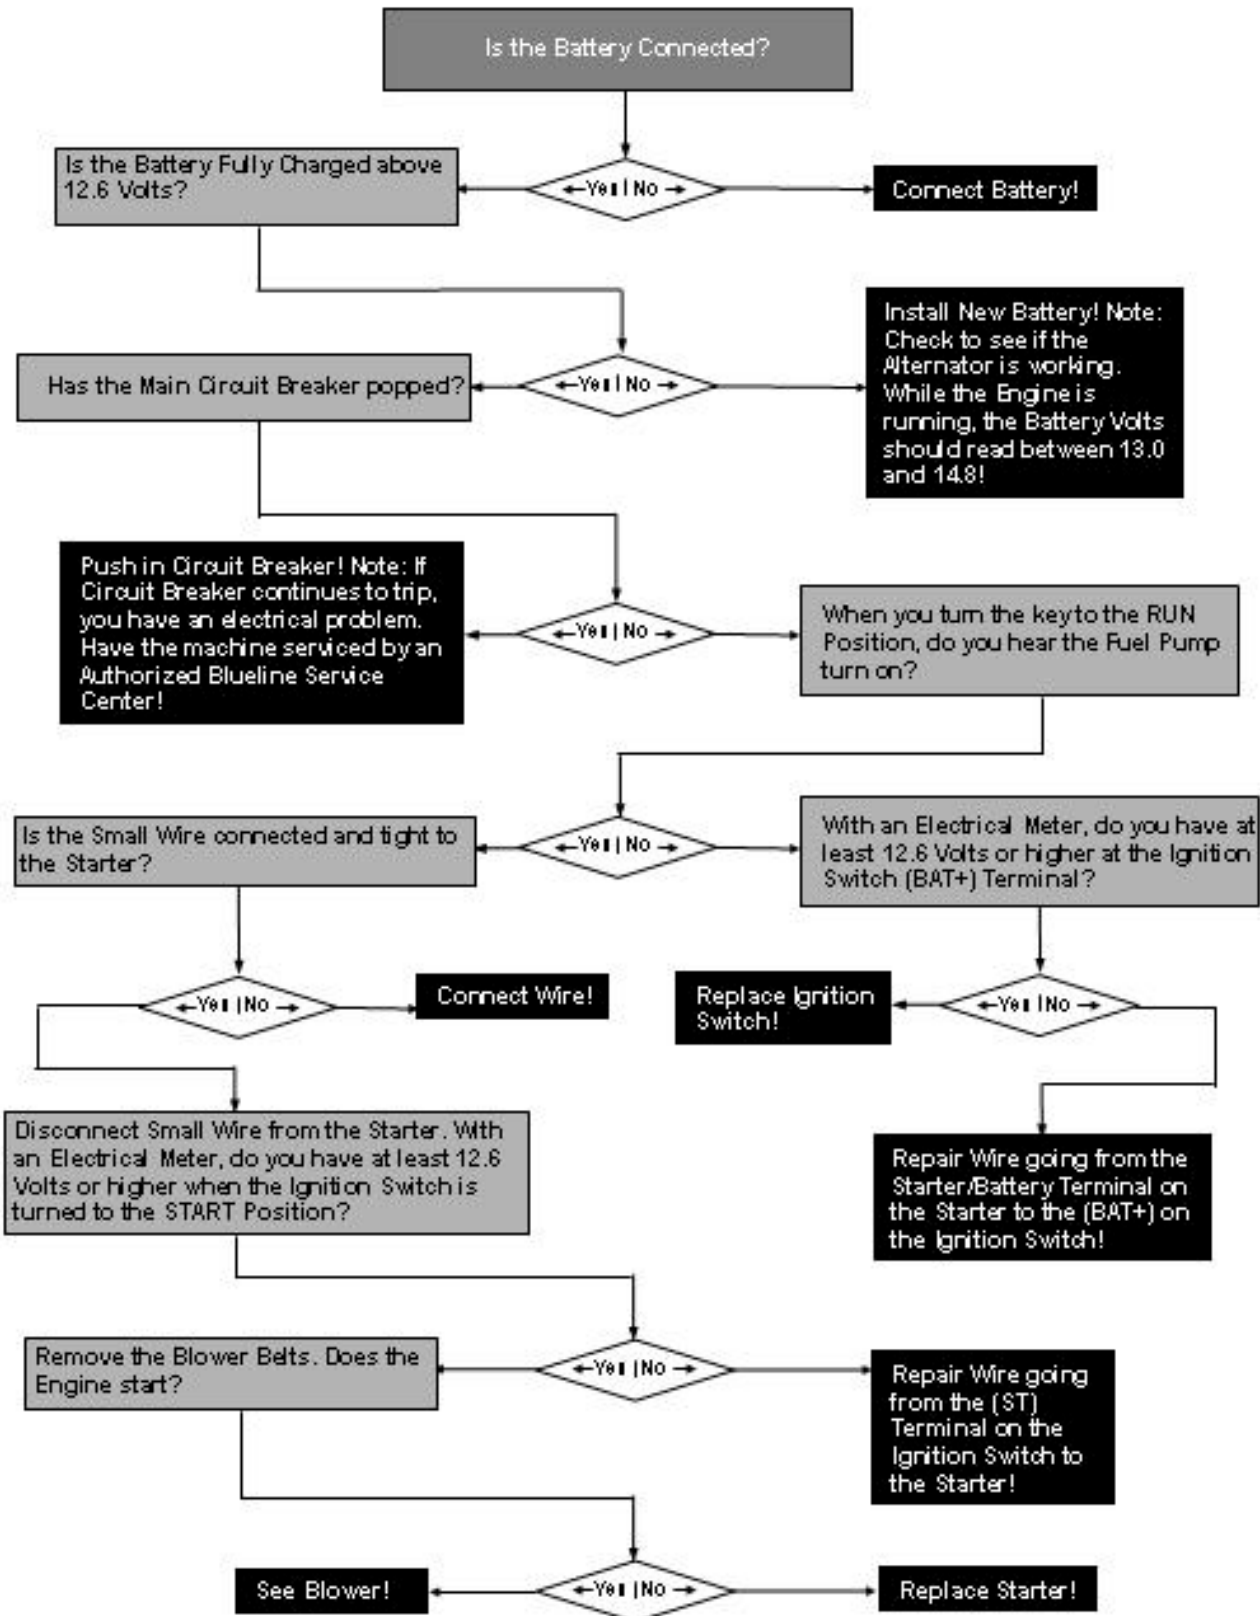 Is the Battery Connected?
Is the Battery Fully Charged above
12.6 Volts?
←Yes | No →
Connect Battery!
Install New Battery! Note:
Check to see if the
Alternator is working.
While the Engine is
running, the Battery Volts
should read between 13.0
and 14.8!
Has the Main Circuit Breaker popped?
←Yes | No →
Push in Circuit Breaker! Note: If
Circuit Breaker continues to trip,
you have an electrical problem.
Have the machine serviced by an
Authorized Blueline Service
Center!
←Yes | No →
When you turn the key to the RUN
Position, do you hear the Fuel Pump
turn on?
Is the Small Wire connected and tight to
the Starter?
←Yes | No →
With an Electrical Meter, do you have at
least 12.6 Volts or higher at the Ignition
Switch (BAT+) Terminal?
←Yes | No →
Connect Wire!
Replace Ignition
Switch!
←Yes | No →
Disconnect Small Wire from the Starter. With
an Electrical Meter, do you have at least 12.6
Volts or higher when the Ignition Switch is
turned to the START Position?
Repair Wire going from the
Starter/Battery Terminal on
the Starter to the (BAT+) on
the Ignition Switch!
Remove the Blower Belts. Does the
Engine start?
←Yes | No →
Repair Wire going
from the (ST)
Terminal on the
Ignition Switch to
the Starter!
See Blower!
←Yes | No →
Replace Starter!